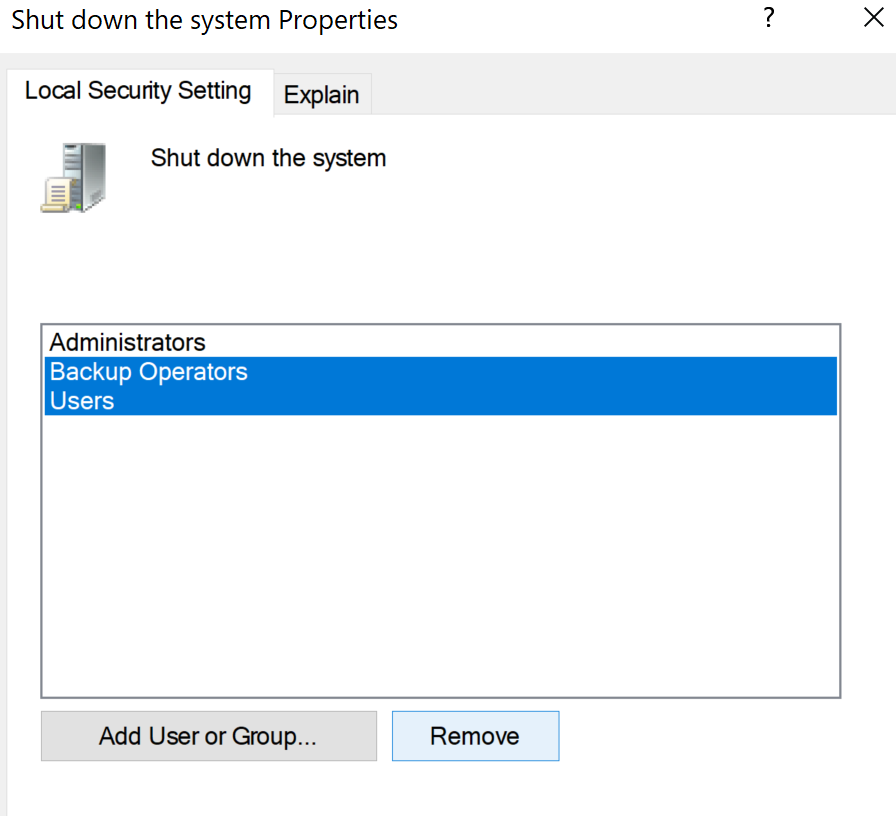 Shut down the system Properties ?
Local Security Setting Explain
Shut down the system
Administrators
Backup Operators
Users
Add User or Group... Remove